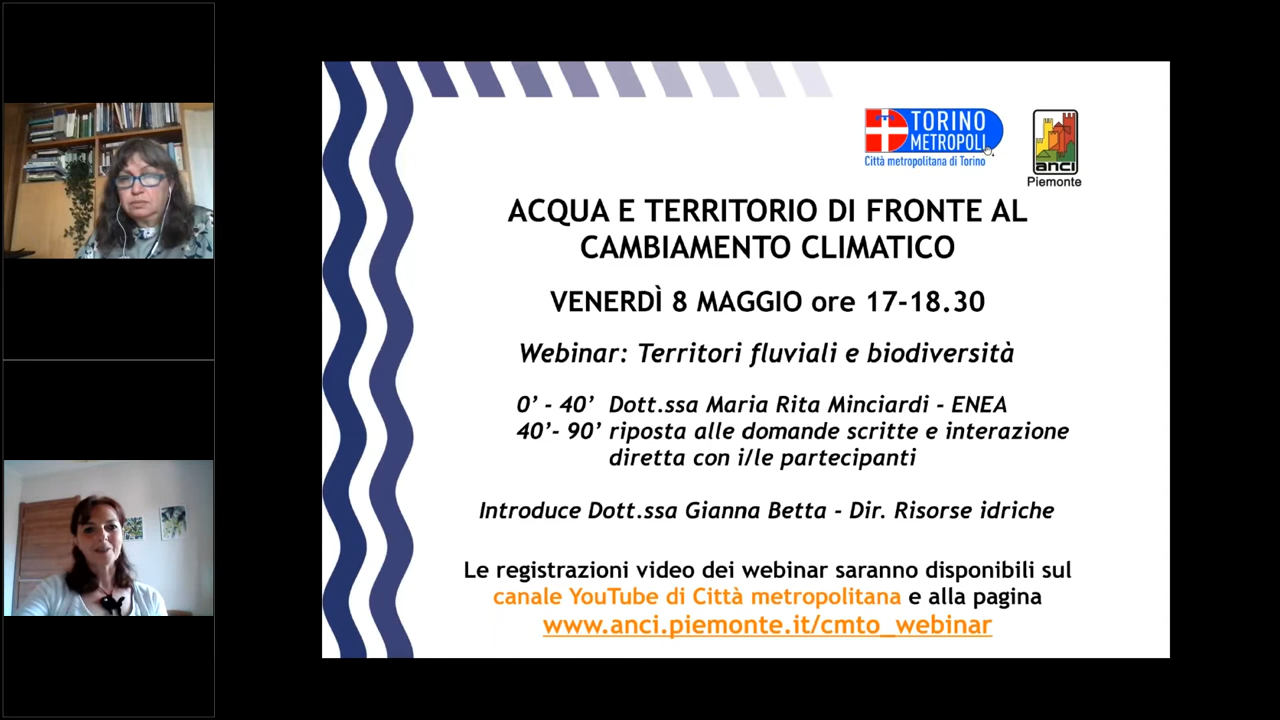 TORINO
METROPOLI
Città metropolitana di Torino
anci
Piemonte
ACQUA E TERRITORIO DI FRONTE AL
CAMBIAMENTO CLIMATICO
VENERDÌ 8 MAGGIO ore 17-18.30
Webinar: Territori fluviali e biodiversità
0’ - 40’ Dott.ssa Maria Rita Minciardi - ENEA
40’- 90’ riposta alle domande scritte e interazione
diretta con i/le partecipanti
Introduce Dott.ssa Gianna Betta - Dir. Risorse idriche
Le registrazioni video dei webinar saranno disponibili sul
canale YouTube di Città metropolitana e alla pagina
www.anci.piemonte.it/cmto_webinar